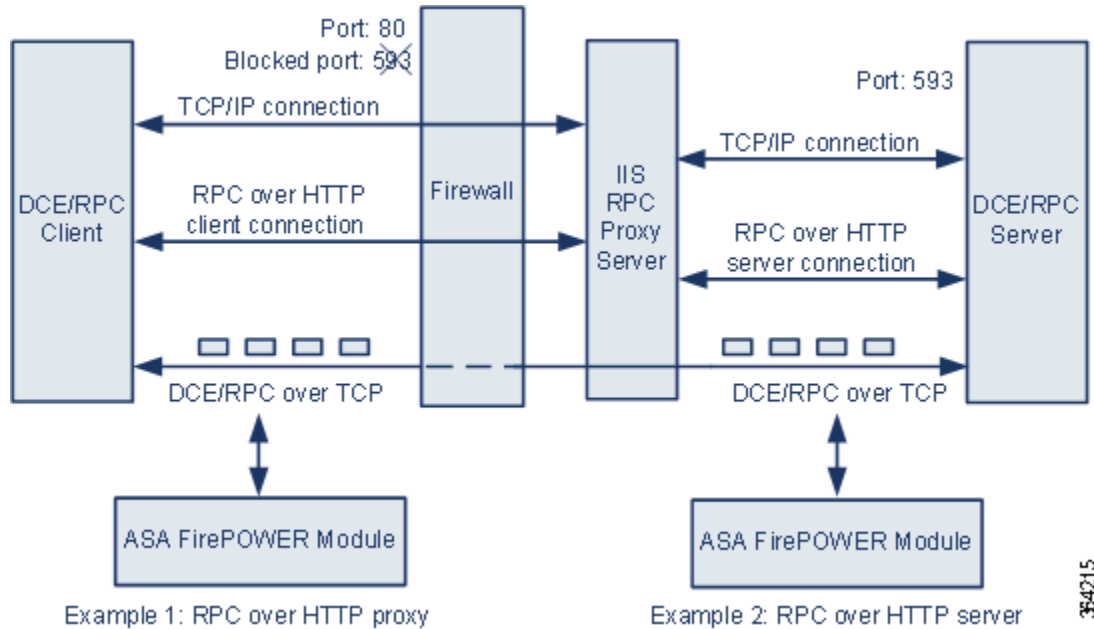 Port: 80
Blocked port: 593
Port: 593
TCP/IP connection
TCP/IP connection
DCE/RPC
Client
RPC over HTTP
client connection
Firewall
IIS
RPC
Proxy
Server
RPC over HTTP
server connection
DCE/RPC
Server
DCE/RPC over TCP
DCE/RPC over TCP
ASA FirePOWER Module
ASA FirePOWER Module
Example 1: RPC over HTTP proxy
Example 2: RPC over HTTP server
364215